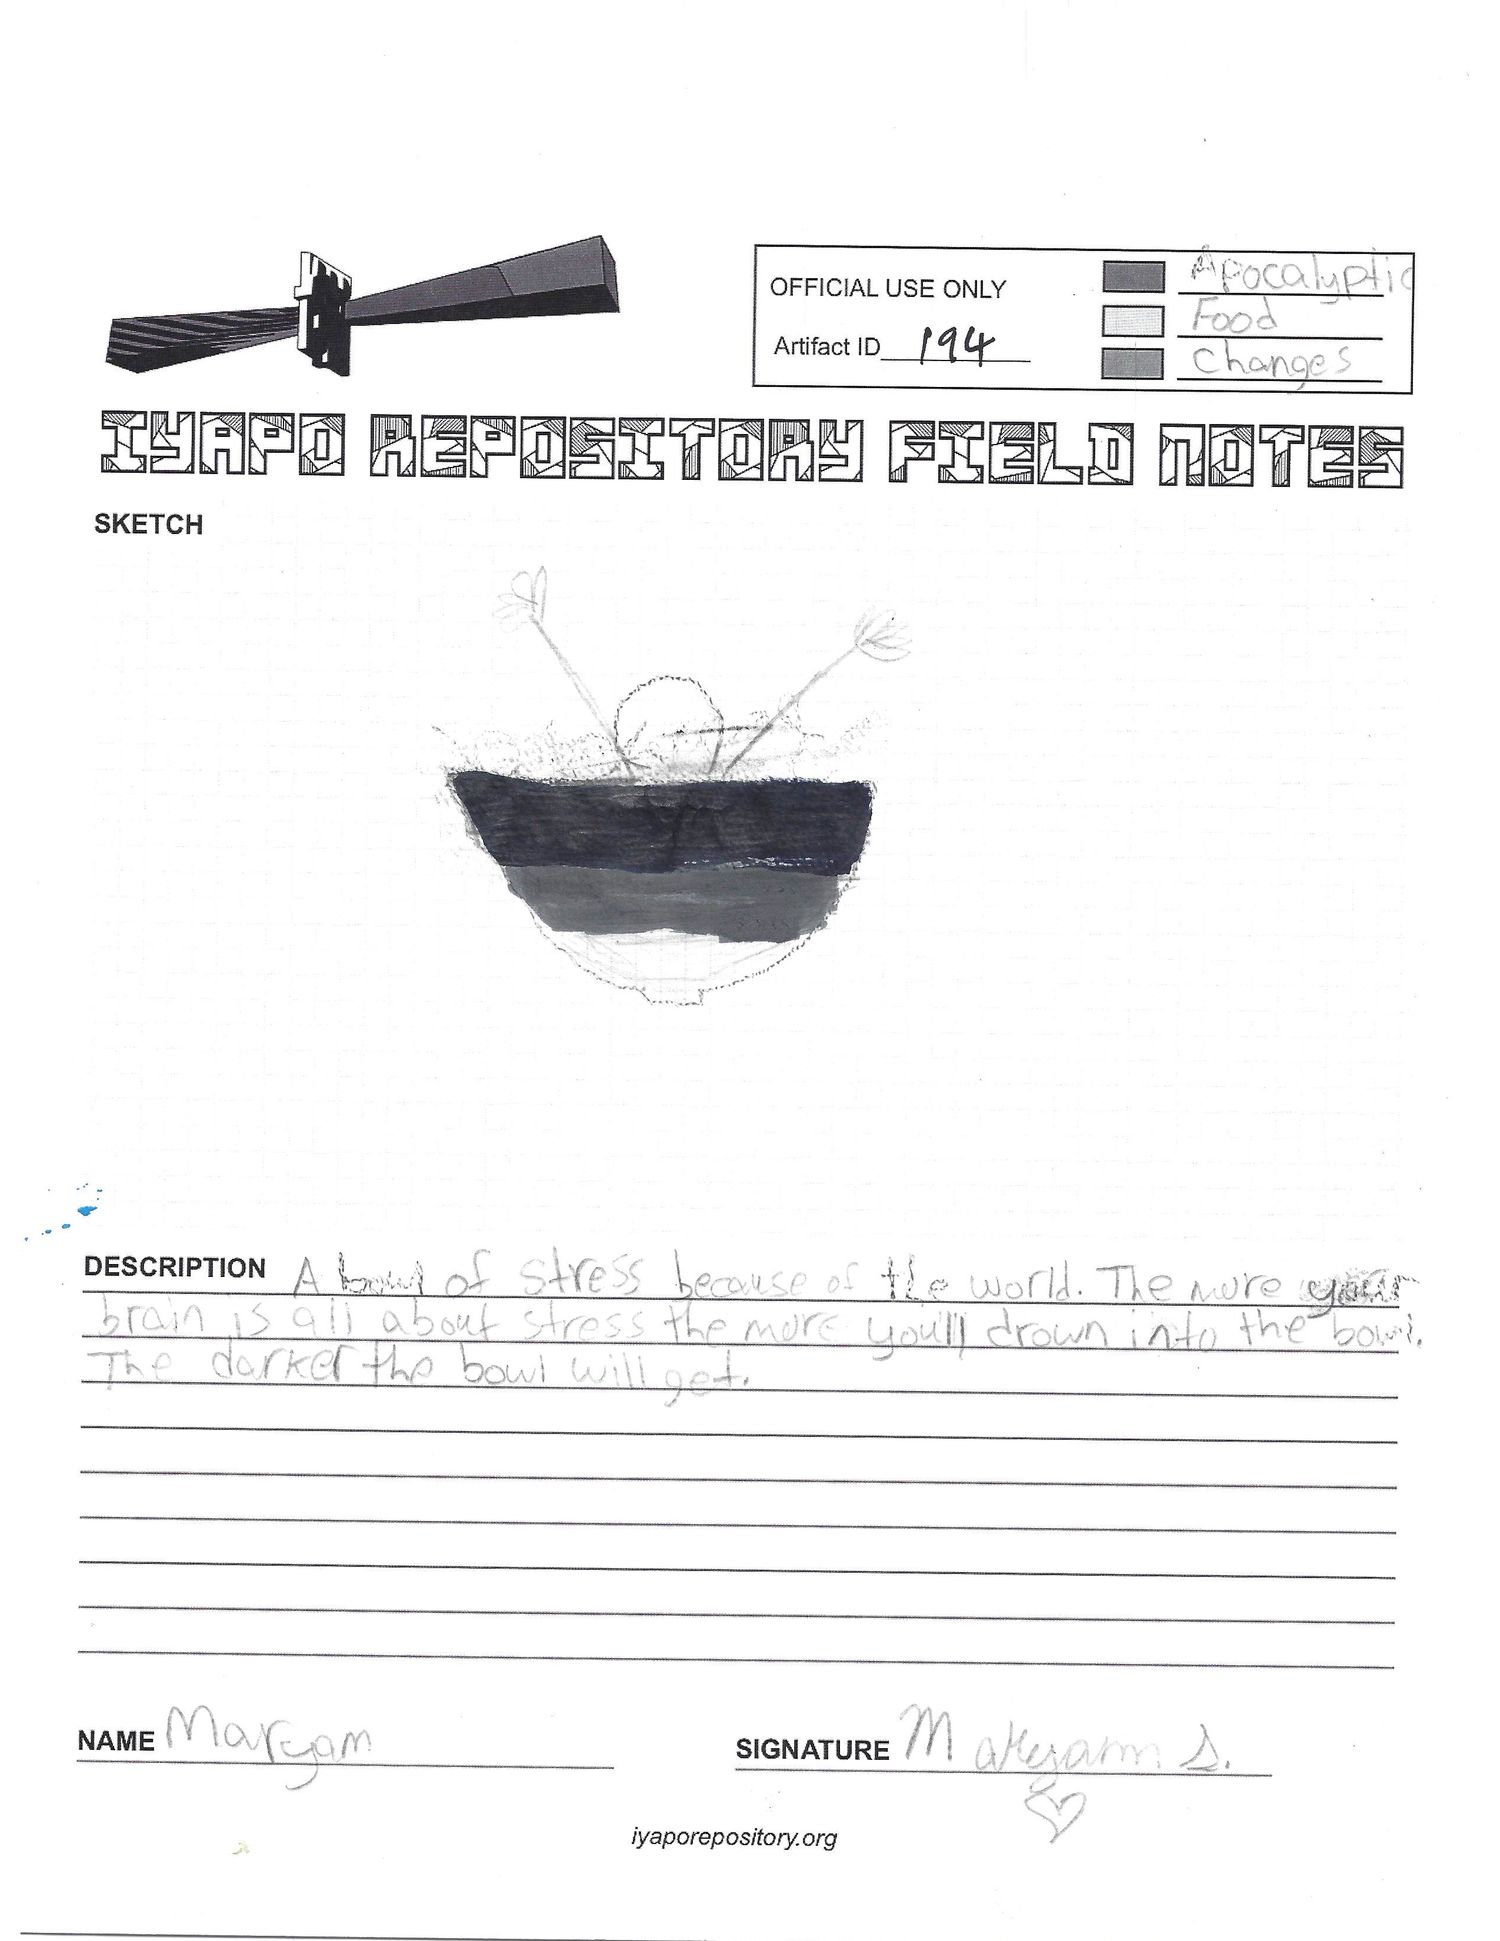 OFFICIAL USE ONLY
Apocalyptic
Food
Artifact ID 194
Changes
IYAPO REPOSITORY FIELD NOTES
SKETCH
DESCRIPTION A bowl of stress because of the world. The more your
brain is all about stress the more you'll drown into the bowl.
The darker the bowl will get.
NAME Maryam
SIGNATURE Maryam S.
iyaporepository.org